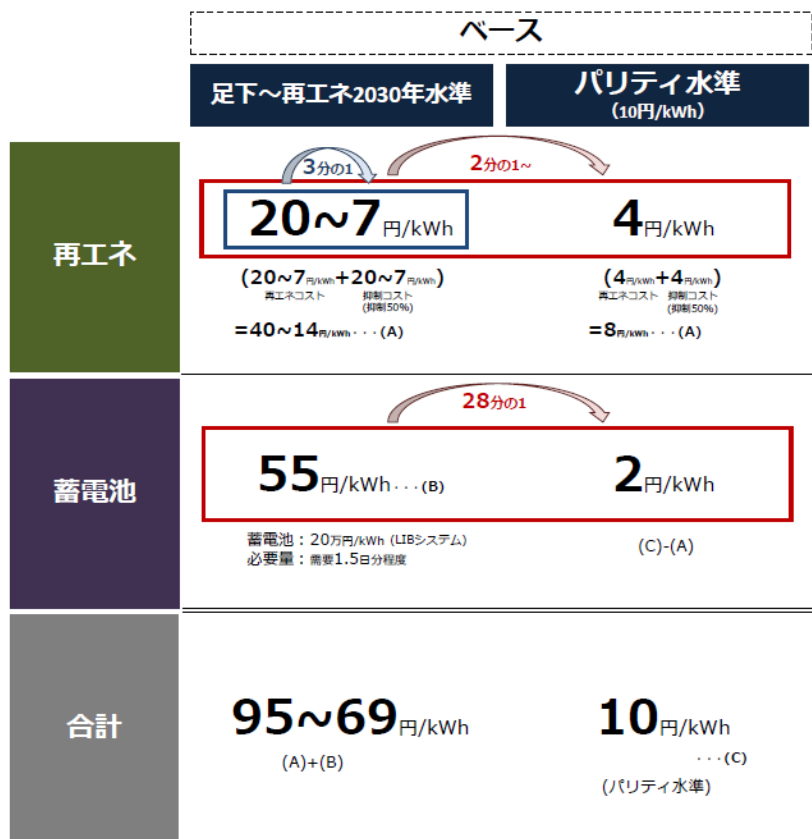 ベース
足下～再エネ2030年水準
パリティ水準
(10円/kWh)
再エネ
3分の1
2分の1~
20~7円/kWh
4円/kWh
(20~7円/kWh+20~7円/kWh)
再エネコスト 抑制コスト
(抑制50%)
=40~14円/kWh・・・(A)
(4円/kWh+4円/kWh)
再エネコスト 抑制コスト
(抑制50%)
=8円/kWh・・・(A)
蓄電池
28分の1
55円/kWh・・・(B)
2円/kWh
蓄電池：20万円/kWh (LIBシステム)
必要量：需要1.5日分程度
(C)-(A)
合計
95~69円/kWh
(A)+(B)
10円/kWh
・・・(C)
(パリティ水準)